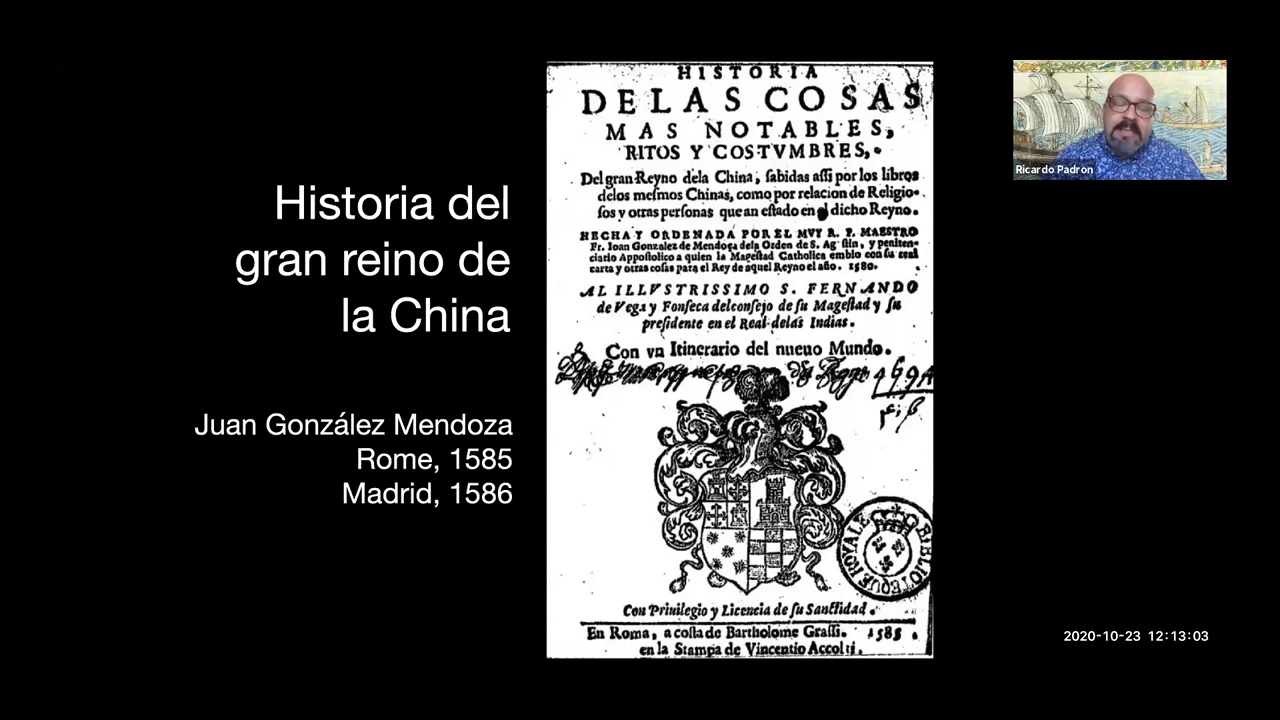 Historia del
gran reino de
la China
Juan González Mendoza
Rome, 1585
Madrid, 1586
HISTORIA
DE LAS COSAS
MAS NOTABLES,
RITOS Y COSTVMBRES,
Del gran Reyno dela China, sabidas assi por los libros
delos mesmos Chinas, como por relacion de Religio-
sos y otras personas que an estado en el dicho Reyno.
HECHA Y ORDENADA POR EL MVY R. P. MAESTRO
Fr. Ioan Gonzalez de Mendoça dela Orden de S. Ag stin, y peniten-
ciario Appostolico a quien la Magestad Catholica embio con su real
carta y otras cosas para el Rey de aquel Reyno el año. 1580.
AL ILLVSTRISSIMO S. FERNANDO
de Vega y Fonseca del consejo de su Magestad y su
presidente en el Real delas Indias.
Con vn Itinerario del nueuo Mundo.
BIBLIOTEQUE ROYALE
Con Priuilegio y Licencia de su Sanctidad.
En Roma, a costa de Bartholome Grassi. 1585.
en la Stampa de Vincentio Accolti.
Ricardo Padron
2020-10-23 12:13:03